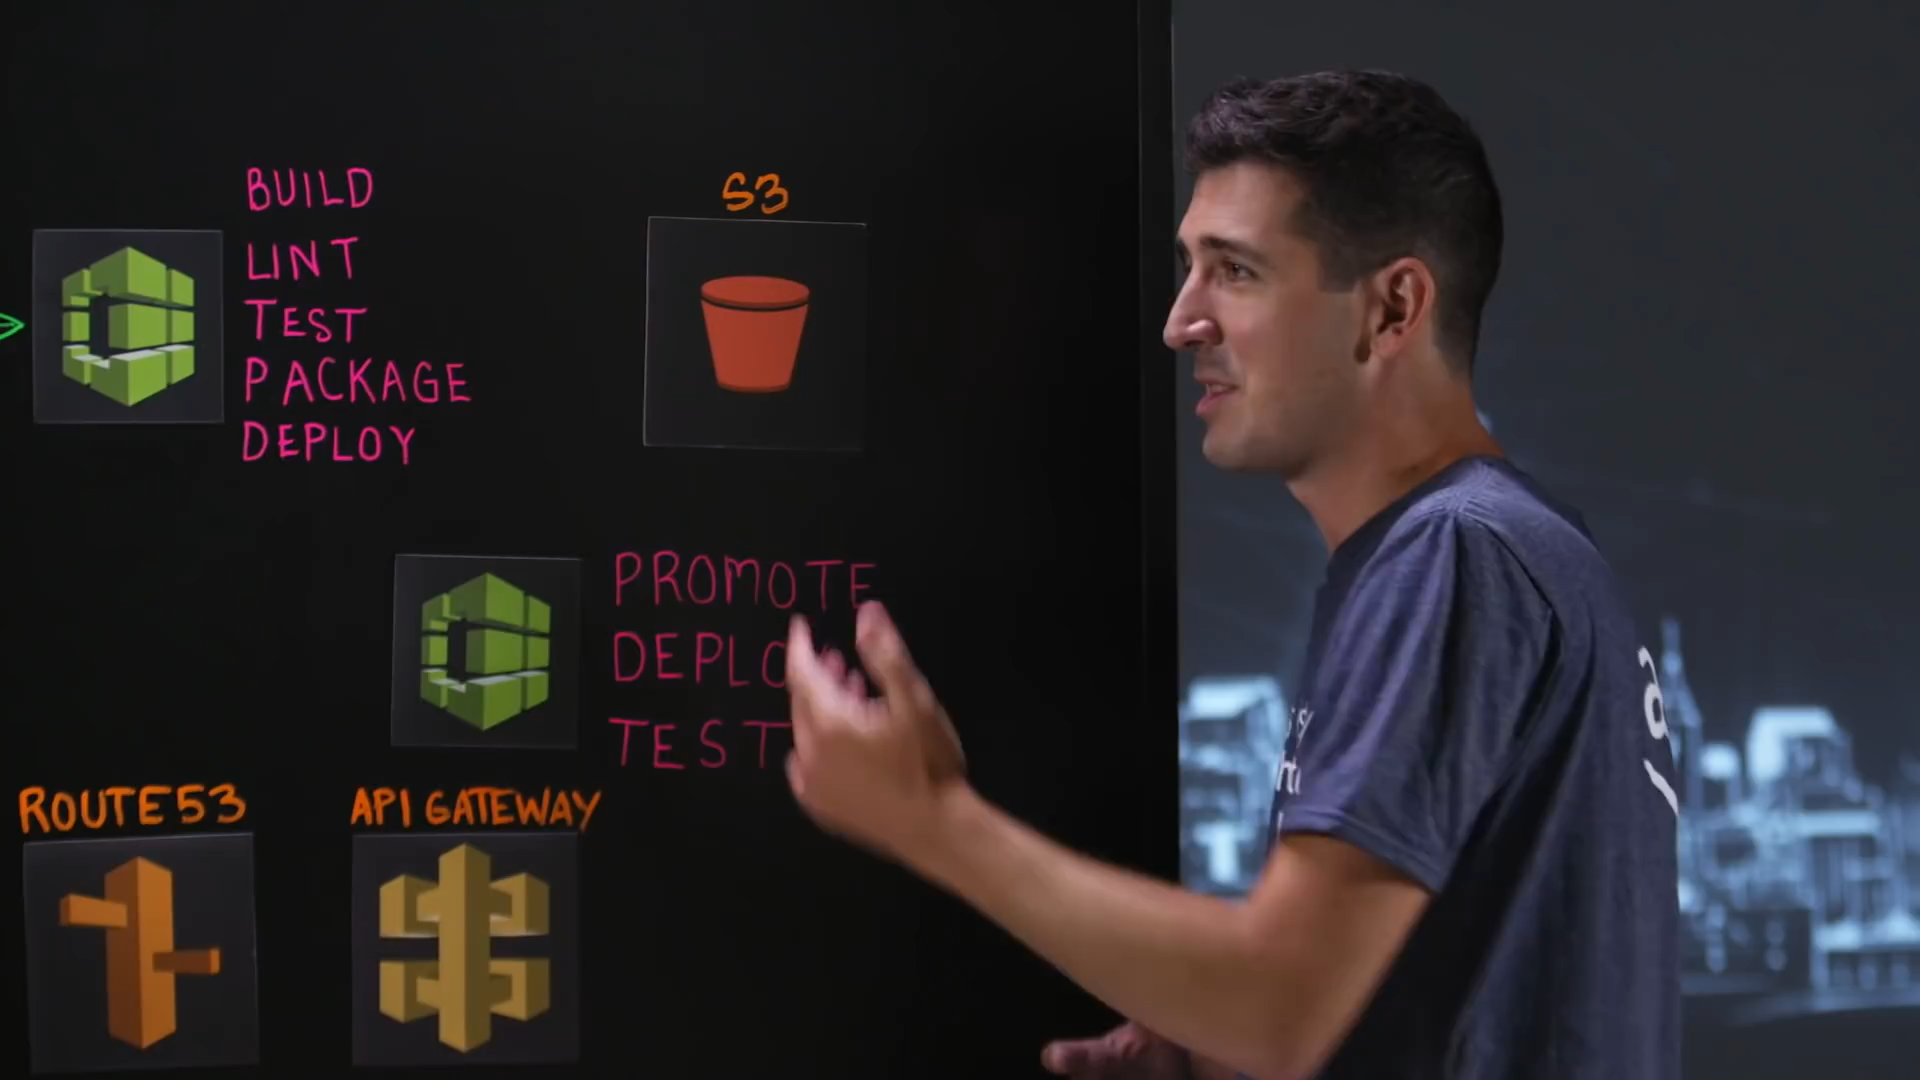 BUILD
LINT
TEST
PACKAGE
DEPLOY
S3
PROMOTE
TEST
ROUTE53
API GATEWAY